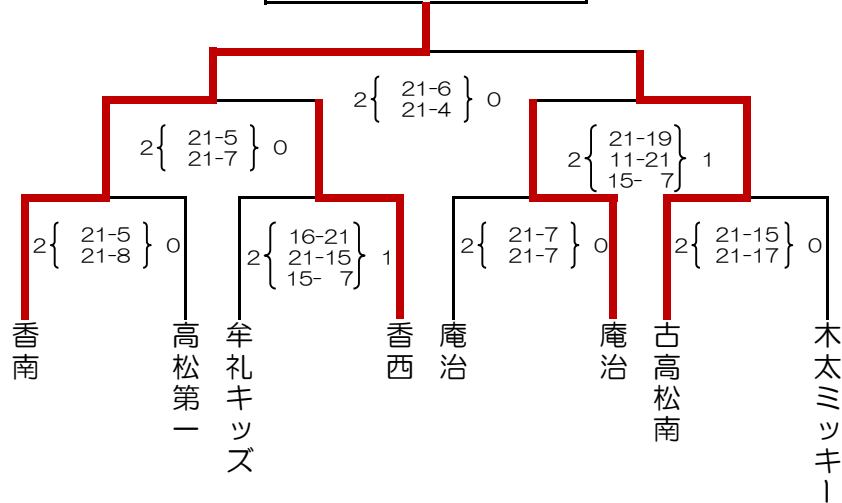 2 21-6 0
21-4
2 21-5 0
21-7
2 21-19 1
11-21
15- 7
2 21-5 0
21-8
2 16-21 1
21-15
15- 7
2 21-7 0
21-7
2 21-15 0
21-17
香南
高松第一
牟礼キッズ
香西
庵治
庵治
古高松南
木太ミッキー